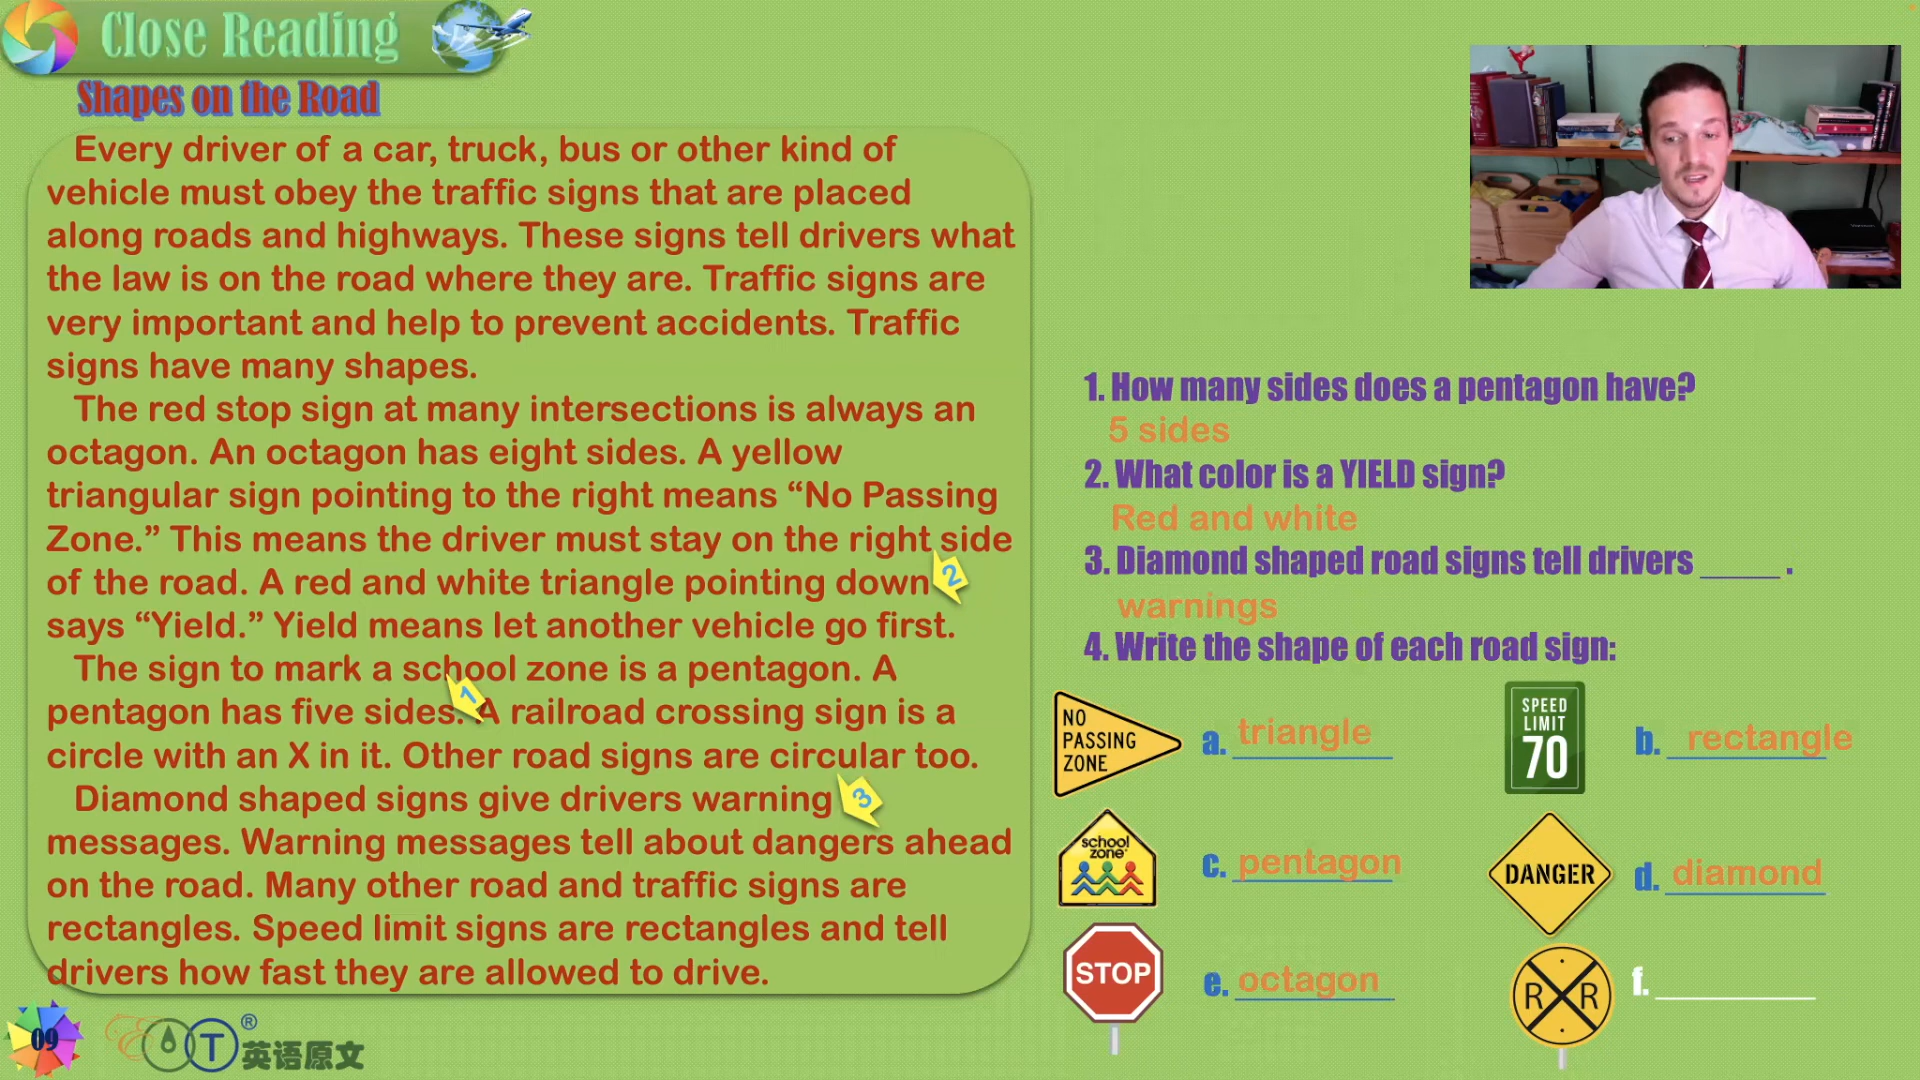 Close Reading
Shapes on the Road
Every driver of a car, truck, bus or other kind of
vehicle must obey the traffic signs that are placed
along roads and highways. These signs tell drivers what
the law is on the road where they are. Traffic signs are
very important and help to prevent accidents. Traffic
signs have many shapes.
The red stop sign at many intersections is always an
octagon. An octagon has eight sides. A yellow
triangular sign pointing to the right means “No Passing
Zone.” This means the driver must stay on the right side
of the road. A red and white triangle pointing down
2
says “Yield.” Yield means let another vehicle go first.
The sign to mark a school zone is a pentagon. A
1
pentagon has five sides. A railroad crossing sign is a
circle with an X in it. Other road signs are circular too.
Diamond shaped signs give drivers warning
3
messages. Warning messages tell about dangers ahead
on the road. Many other road and traffic signs are
rectangles. Speed limit signs are rectangles and tell
drivers how fast they are allowed to drive.
1. How many sides does a pentagon have?
5 sides
2. What color is a YIELD sign?
Red and white
3. Diamond shaped road signs tell drivers _____ .
warnings
4. Write the shape of each road sign:
NO
PASSING
ZONE
a. triangle
SPEED
LIMIT
70
b. rectangle
school
zone
c. pentagon
DANGER
d. diamond
STOP
e. octagon
R R
f. __________
09
T®
英语原文